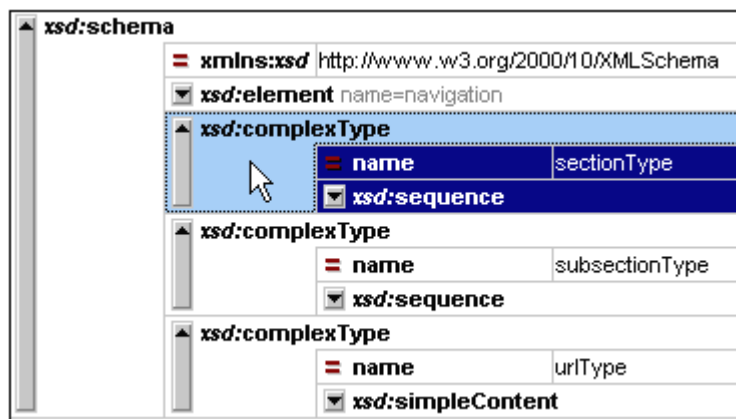 xsd:schema
= xmlns:xsd http://www.w3.org/2000/10/XMLSchema
xsd:element name=navigation
xsd:complexType
= name sectionType
xsd:sequence
xsd:complexType
= name subsectionType
xsd:sequence
xsd:complexType
= name urlType
xsd:simpleContent